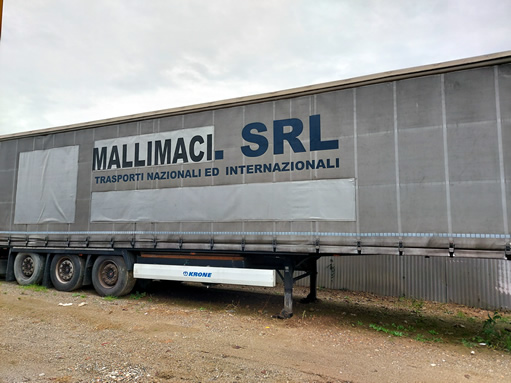 MALLIMACI. SRL
TRASPORTI NAZIONALI ED INTERNAZIONALI
KRONE